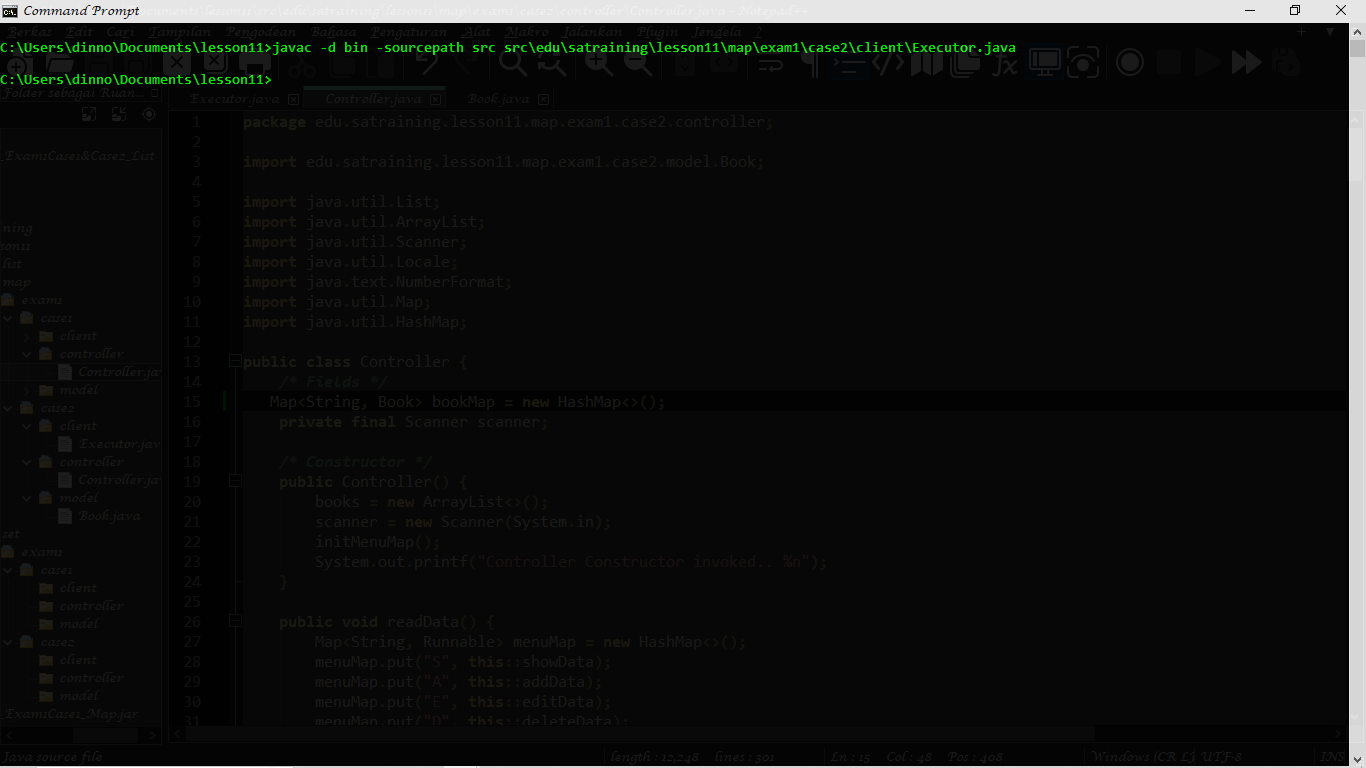 Command Prompt
Berkas Edit Cari Tampilan Pengodean Bahasa Pengaturan Alat Makro Jalankan Plugin Jendela ?
C:\Users\dinno\Documents\lesson11>javac -d bin -sourcepath src src\edu\satraining\lesson11\map\exam1\case2\client\Executor.java
C:\Users\dinno\Documents\lesson11>
Folder sebagai Ruan...
Executor.java Controller.java Book.java
_Exam1Case1&Case2_List
ning
son11
list
map
exam1
case1
client
controller
Controller.ja
model
case2
client
Executor.jav
controller
Controller.ja
model
Book.java
set
exam1
case1
client
controller
model
case2
client
controller
model
_Exam1Case1_Map.jar
1 package edu.satraining.lesson11.map.exam1.case2.controller;
2
3 import edu.satraining.lesson11.map.exam1.case2.model.Book;
4
5 import java.util.List;
6 import java.util.ArrayList;
7 import java.util.Scanner;
8 import java.util.Locale;
9 import java.text.NumberFormat;
10 import java.util.Map;
11 import java.util.HashMap;
12
13 public class Controller {
14 /* Fields */
15 Map<String, Book> bookMap = new HashMap<>();
16 private final Scanner scanner;
17
18 /* Constructor */
19 public Controller() {
20 books = new ArrayList<>();
21 scanner = new Scanner(System.in);
22 initMenuMap();
23 System.out.printf("Controller Constructor invoked.. %n");
24 }
25
26 public void readData() {
27 Map<String, Runnable> menuMap = new HashMap<>();
28 menuMap.put("S", this::showData);
29 menuMap.put("A", this::addData);
30 menuMap.put("E", this::editData);
31 menuMap.put("D", this::deleteData);
Java source file length : 12,248 lines : 301 Ln : 15 Col : 48 Pos : 408 Windows (CR LF) UTF-8 INS